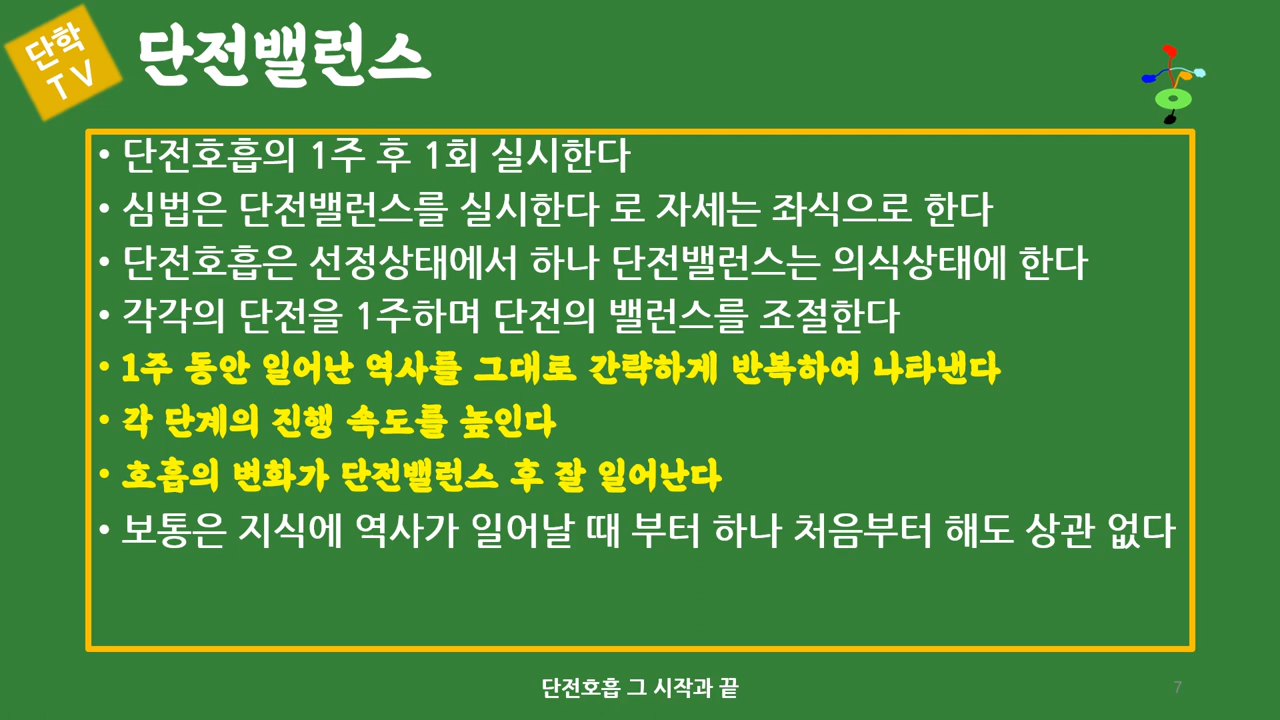 단학
TV
단전밸런스
• 단전호흡의 1주 후 1회 실시한다
• 심법은 단전밸런스를 실시한다 로 자세는 좌식으로 한다
• 단전호흡은 선정상태에서 하나 단전밸런스는 의식상태에 한다
• 각각의 단전을 1주하며 단전의 밸런스를 조절한다
• 1주 동안 일어난 역사를 그대로 간략하게 반복하여 나타낸다
• 각 단계의 진행 속도를 높인다
• 호흡의 변화가 단전밸런스 후 잘 일어난다
• 보통은 지식에 역사가 일어날 때 부터 하나 처음부터 해도 상관 없다
단전호흡 그 시작과 끝
7